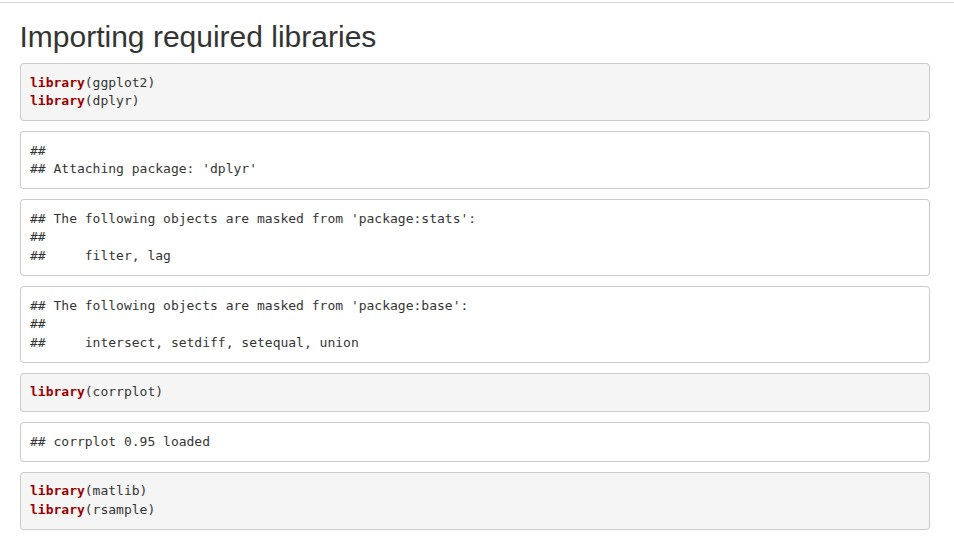 Importing required libraries
library(ggplot2)
library(dplyr)
##
## Attaching package: 'dplyr'
## The following objects are masked from 'package:stats':
##
##     filter, lag
## The following objects are masked from 'package:base':
##
##     intersect, setdiff, setequal, union
library(corrplot)
## corrplot 0.95 loaded
library(matlib)
library(rsample)